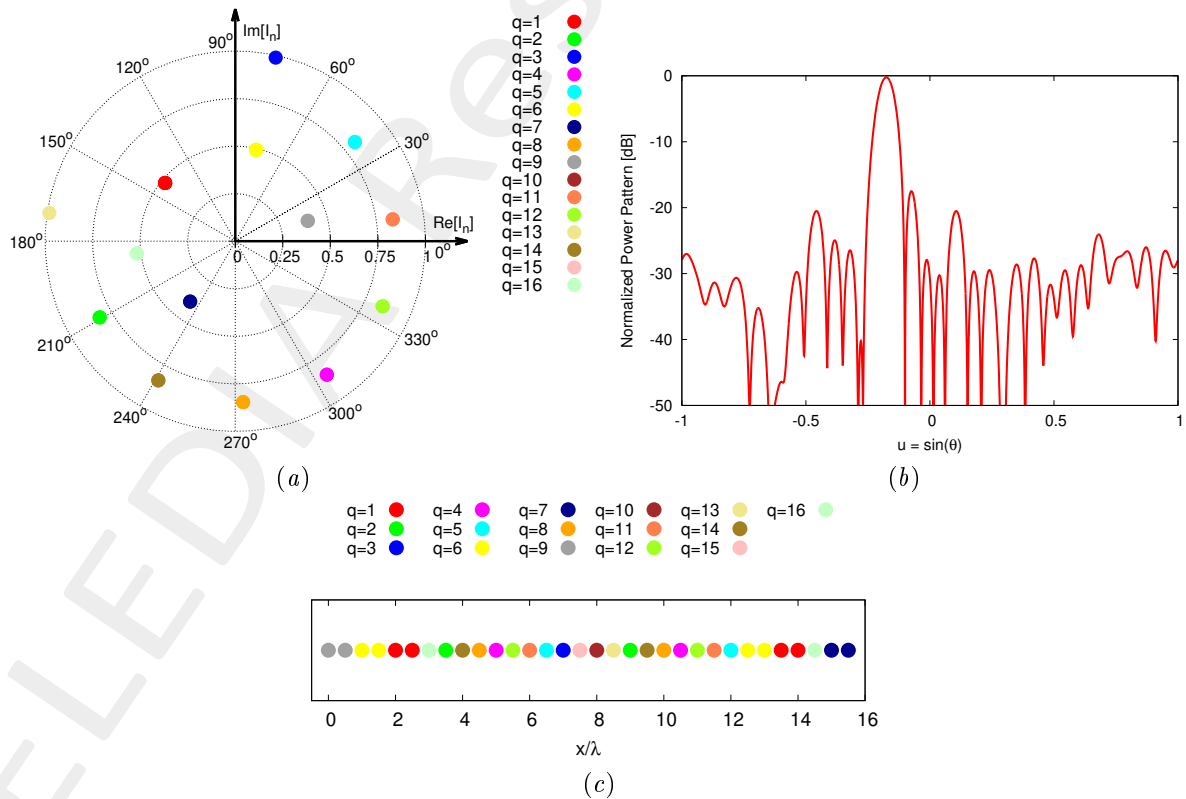 Im[Iₙ]
90°
60°
120°
30°
150°
Re[Iₙ]
180°
0 0.25 0.5 0.75 1 0°
210°
330°
240°
300°
270°
q=1
q=2
q=3
q=4
q=5
q=6
q=7
q=8
q=9
q=10
q=11
q=12
q=13
q=14
q=15
q=16
(a)
Normalized Power Pattern [dB]
0
-10
-20
-30
-40
-50
-1 -0.5 0 0.5 1
u = sin(θ)
(b)
q=1 q=4 q=7 q=10 q=13 q=16
q=2 q=5 q=8 q=11 q=14
q=3 q=6 q=9 q=12 q=15
0 2 4 6 8 10 12 14 16
x/λ
(c)
ELEDIA Res